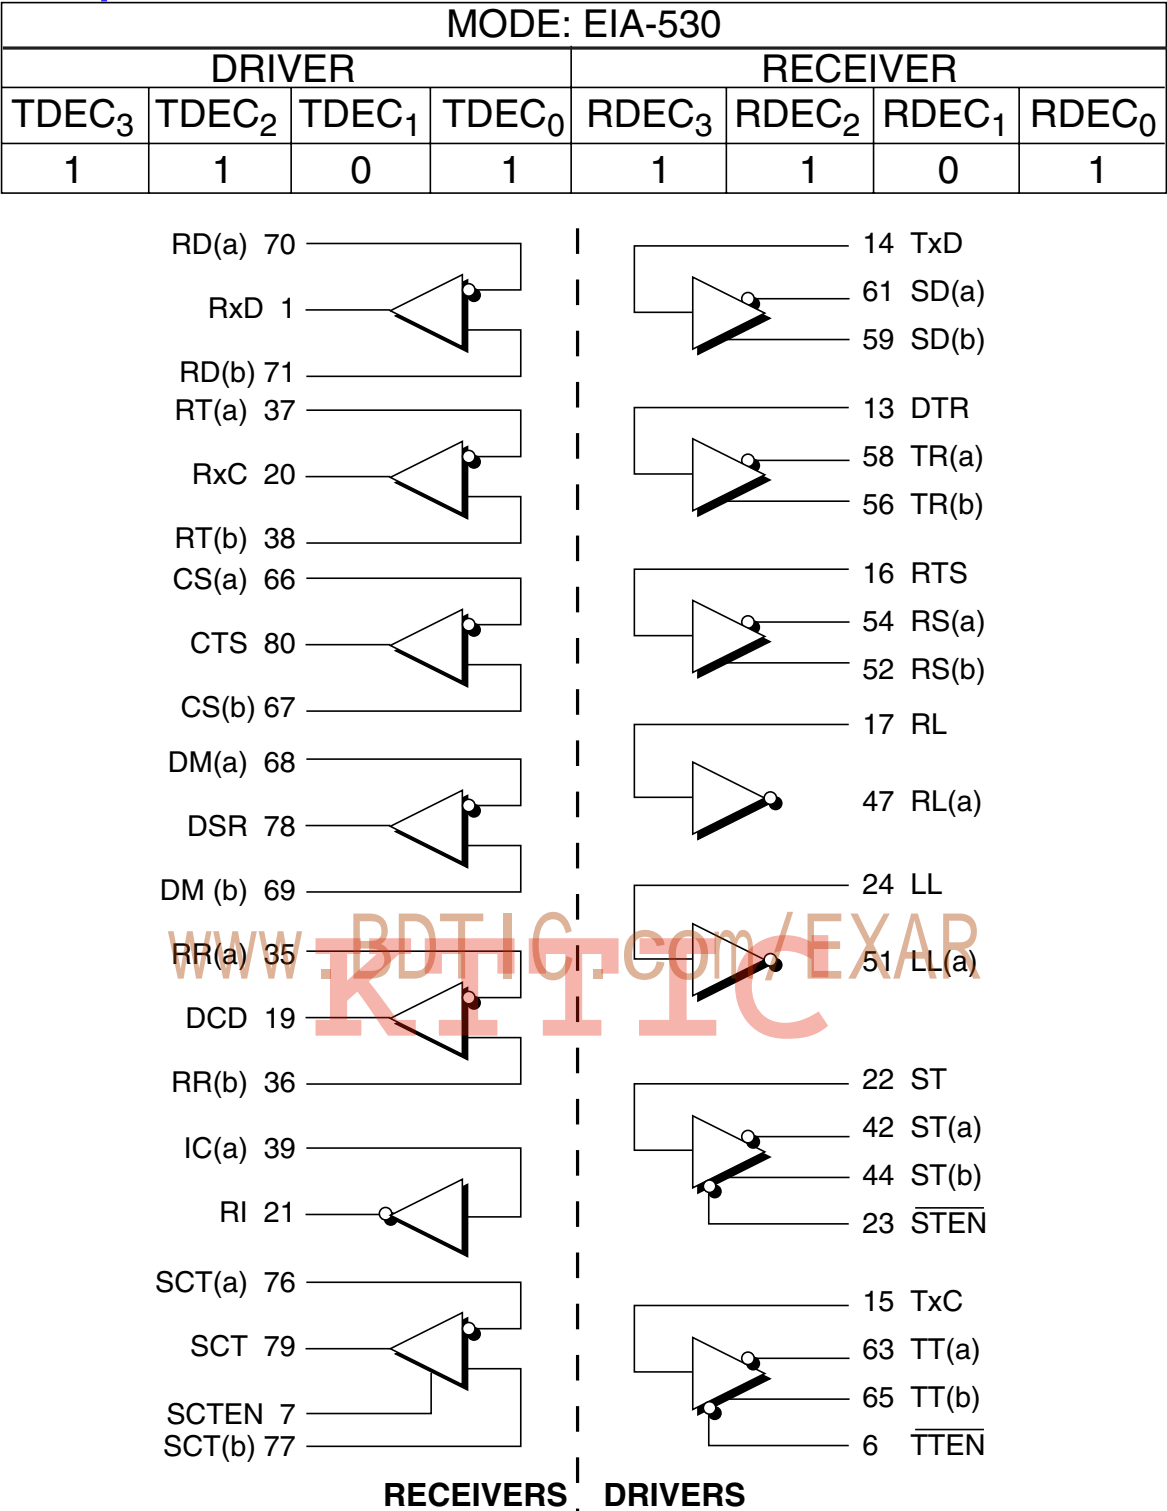 MODE: EIA-530
DRIVER RECEIVER
TDEC3 TDEC2 TDEC1 TDEC0 RDEC3 RDEC2 RDEC1 RDEC0
1 1 0 1 1 1 0 1
RD(a) 70
RxD 1
RD(b) 71
RT(a) 37
RxC 20
RT(b) 38
CS(a) 66
CTS 80
CS(b) 67
DM(a) 68
DSR 78
DM (b) 69
RR(a) 35
DCD 19
RR(b) 36
IC(a) 39
RI 21
SCT(a) 76
SCT 79
SCTEN 7
SCT(b) 77
RECEIVERS
14 TxD
61 SD(a)
59 SD(b)
13 DTR
58 TR(a)
56 TR(b)
16 RTS
54 RS(a)
52 RS(b)
17 RL
47 RL(a)
24 LL
51 LL(a)
22 ST
42 ST(a)
44 ST(b)
23 S̅T̅E̅N̅
15 TxC
63 TT(a)
65 TT(b)
6 T̅T̅E̅N̅
DRIVERS
www.BDTIC.com/EXAR
KTTIC